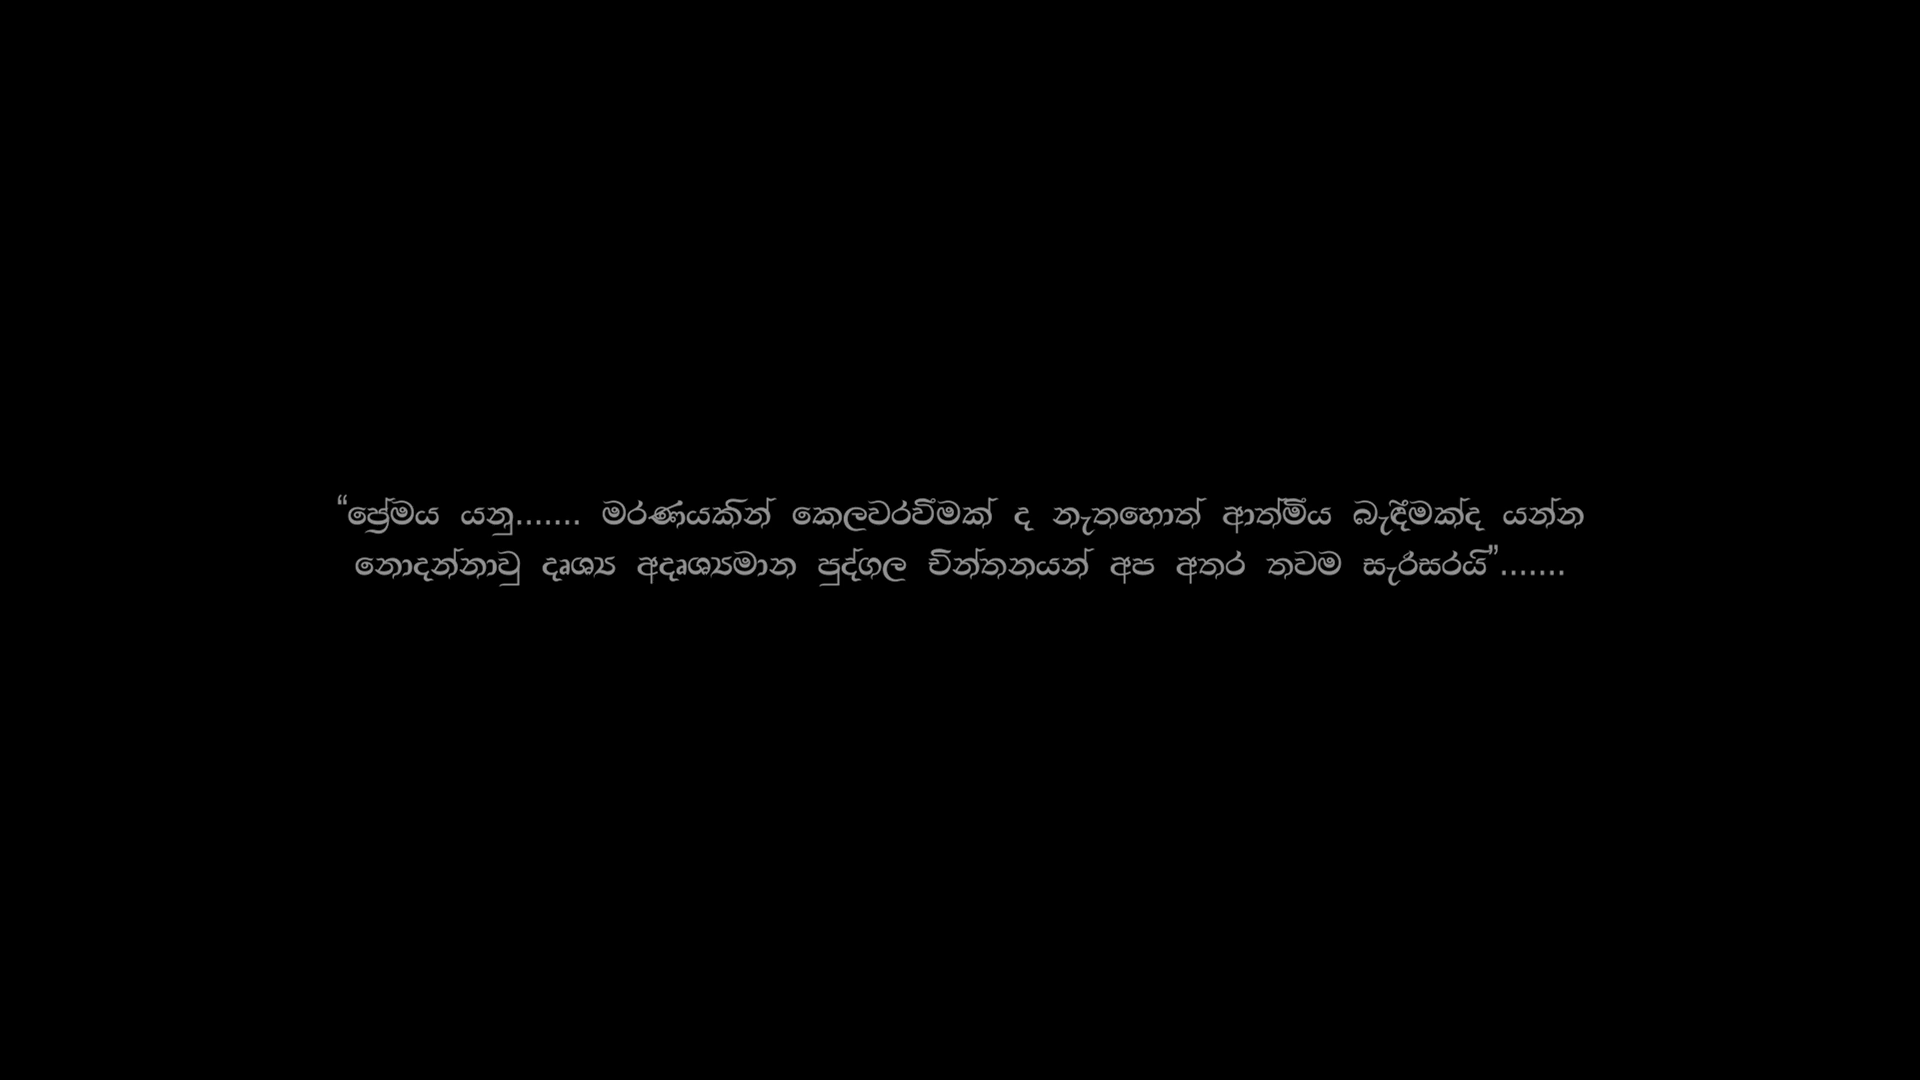 “ප්‍රේමය යනු....... මරණයකින් කෙලවරවීමක් ද නැතහොත් ආත්මීය බැඳීමක්ද යන්න
නොදන්නාවු දෘශ්‍ය අදෘශ්‍යමාන පුද්ගල චින්තනයන් අප අතර තවම සැරිසරයි”.......